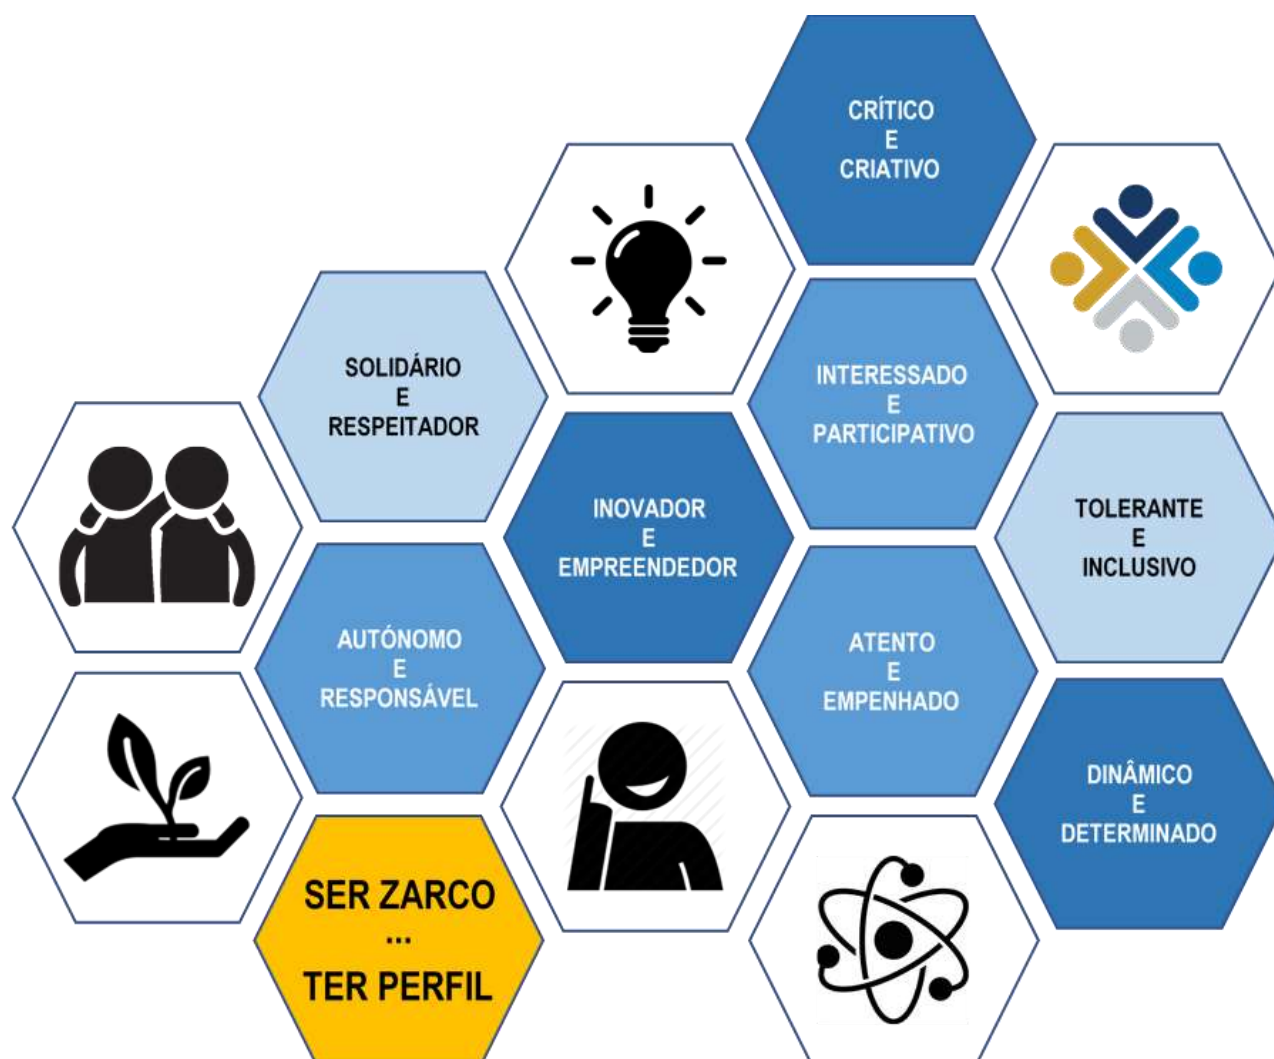 CRÍTICO
E
CRIATIVO
SOLIDÁRIO
E
RESPEITADOR
INTERESSADO
E
PARTICIPATIVO
INOVADOR
E
EMPREENDEDOR
TOLERANTE
E
INCLUSIVO
AUTÓNOMO
E
RESPONSÁVEL
ATENTO
E
EMPENHADO
DINÂMICO
E
DETERMINADO
SER ZARCO
...
TER PERFIL